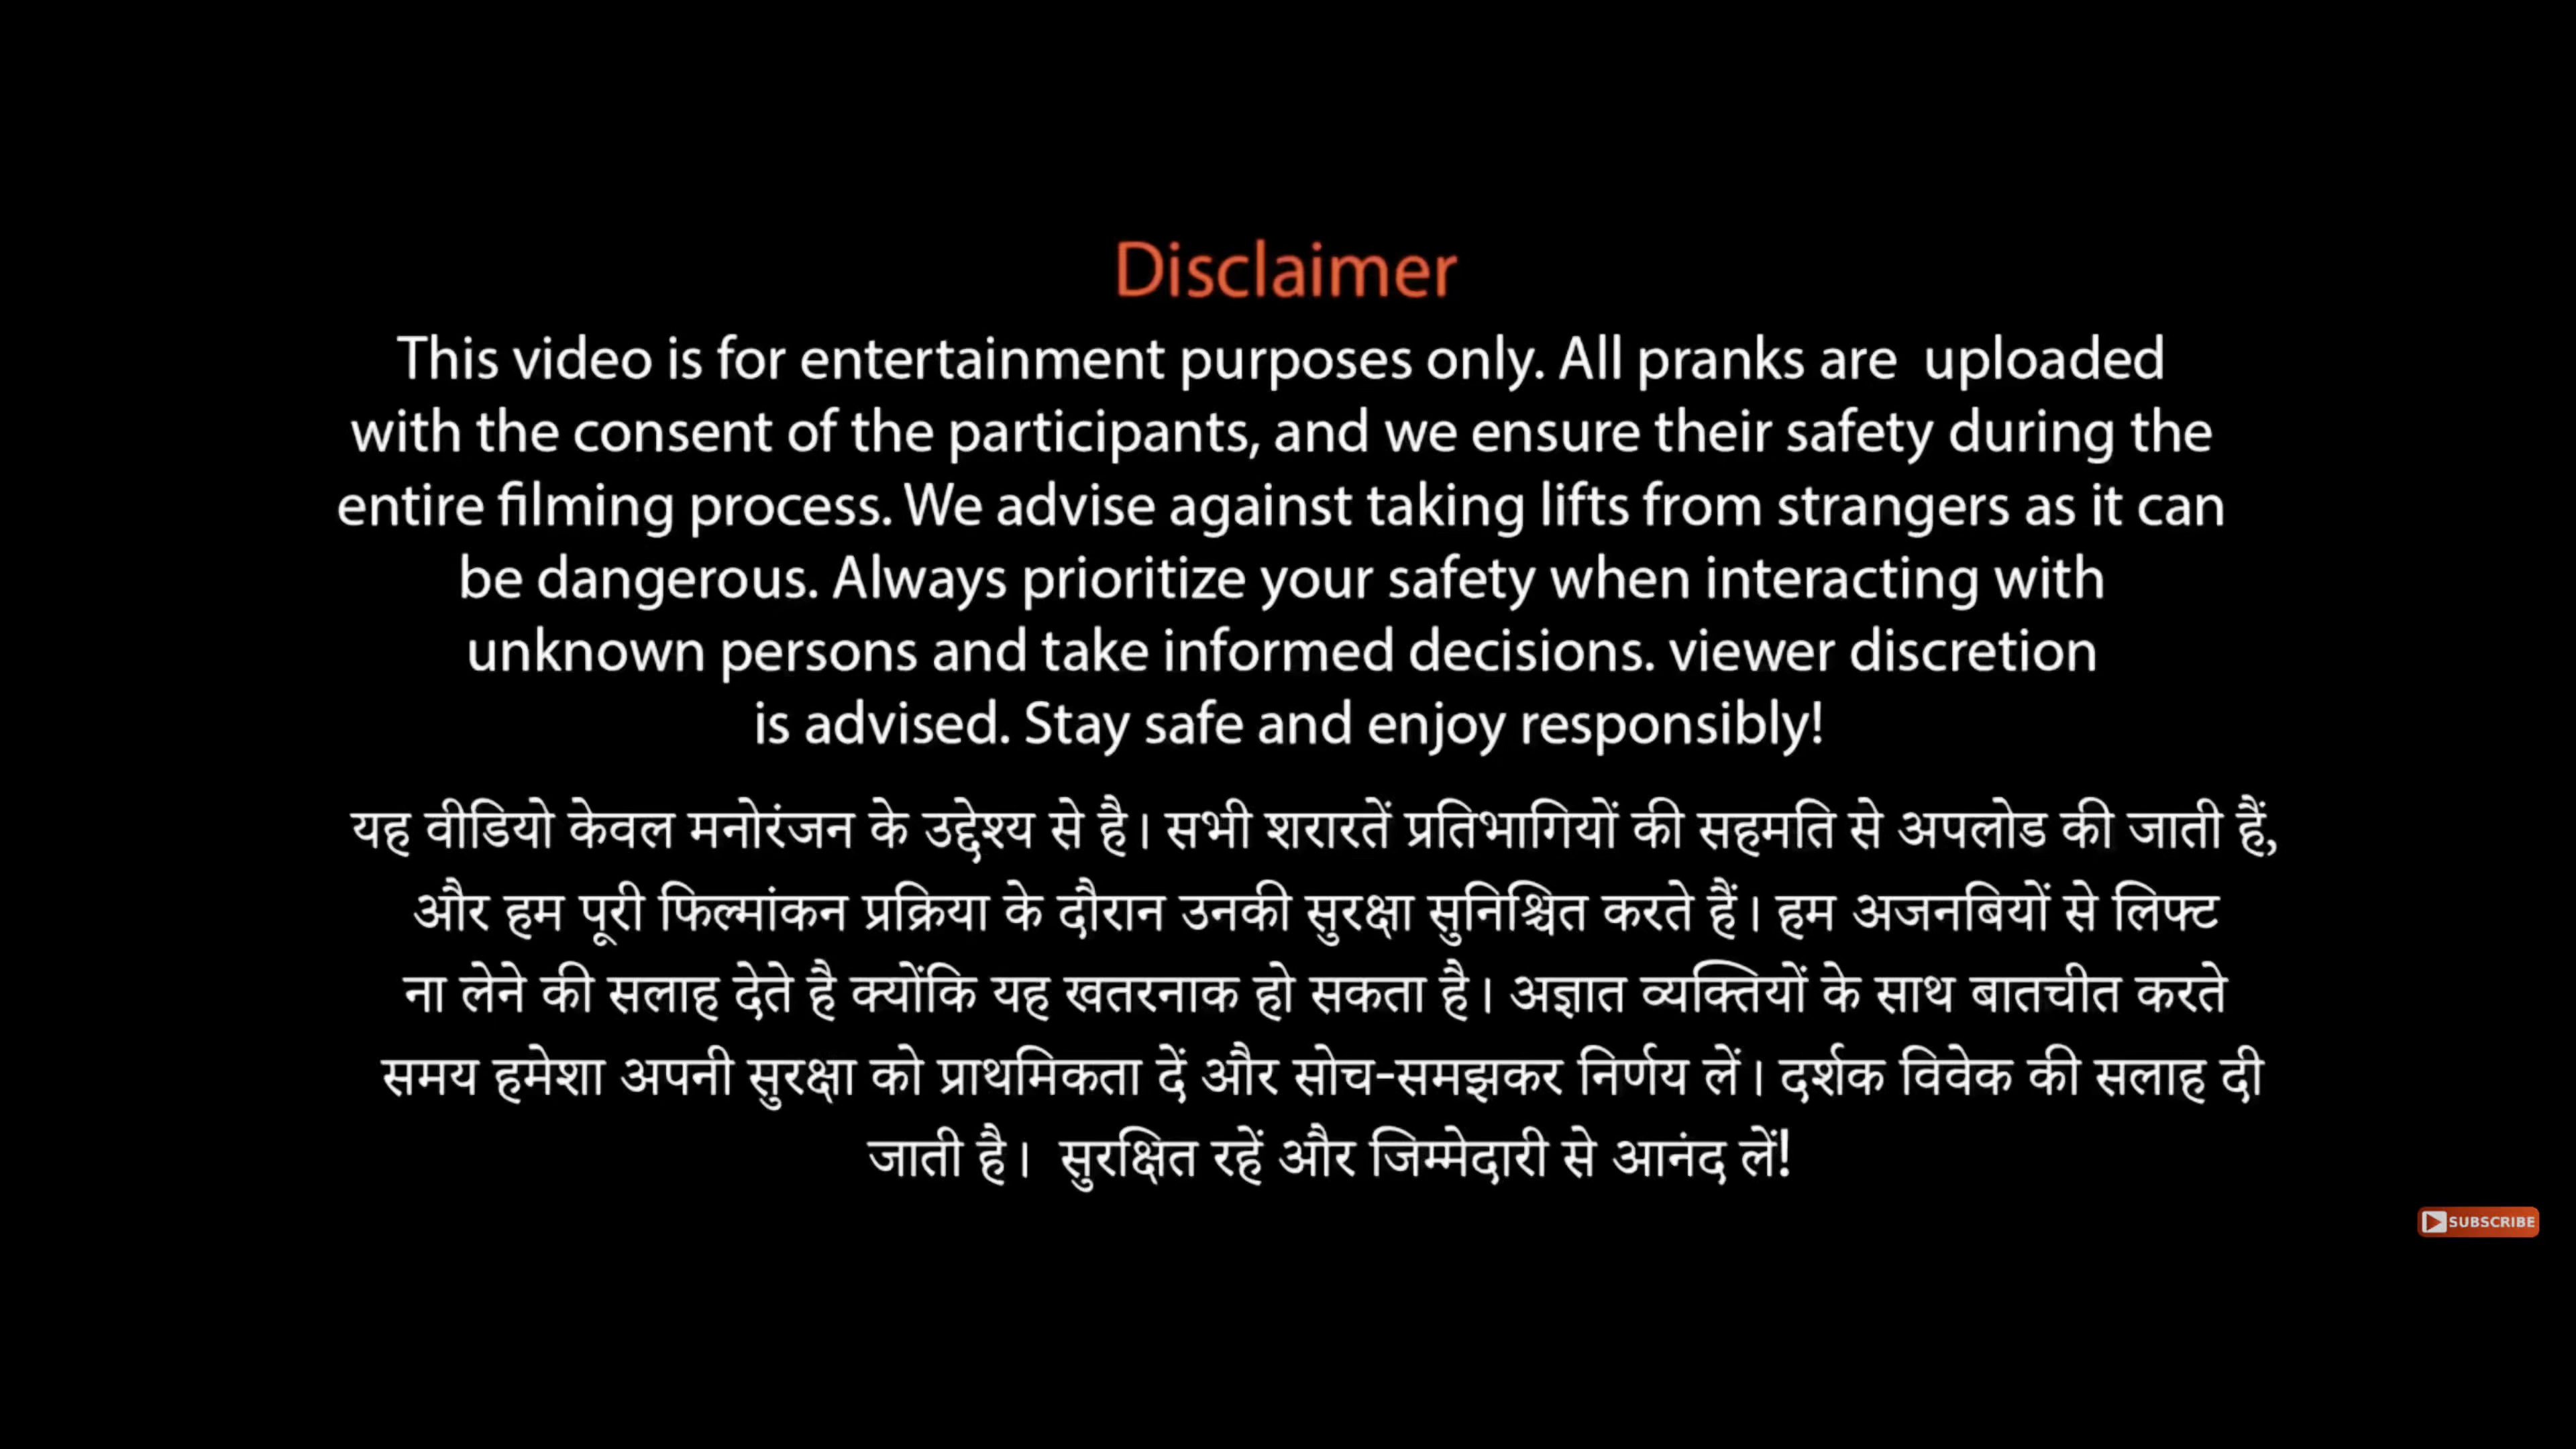 Disclaimer
This video is for entertainment purposes only. All pranks are  uploaded
with the consent of the participants, and we ensure their safety during the
entire filming process. We advise against taking lifts from strangers as it can
be dangerous. Always prioritize your safety when interacting with
unknown persons and take informed decisions. viewer discretion
is advised. Stay safe and enjoy responsibly!
यह वीडियो केवल मनोरंजन के उद्देश्य से है। सभी शरारतें प्रतिभागियों की सहमति से अपलोड की जाती हैं,
और हम पूरी फिल्मांकन प्रक्रिया के दौरान उनकी सुरक्षा सुनिश्चित करते हैं। हम अजनबियों से लिफ्ट
ना लेने की सलाह देते है क्योंकि यह खतरनाक हो सकता है। अज्ञात व्यक्तियों के साथ बातचीत करते
समय हमेशा अपनी सुरक्षा को प्राथमिकता दें और सोच-समझकर निर्णय लें। दर्शक विवेक की सलाह दी
जाती है।  सुरक्षित रहें और जिम्मेदारी से आनंद लें!
SUBSCRIBE